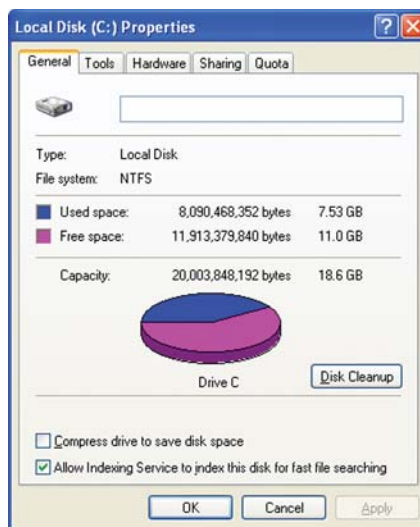 Local Disk (C:) Properties
General Tools Hardware Sharing Quota
Type: Local Disk
File system: NTFS
Used space: 8,090,468,352 bytes 7.53 GB
Free space: 11,913,379,840 bytes 11.0 GB
Capacity: 20,003,848,192 bytes 18.6 GB
Drive C
Disk Cleanup
Compress drive to save disk space
Allow Indexing Service to index this disk for fast file searching
OK Cancel Apply